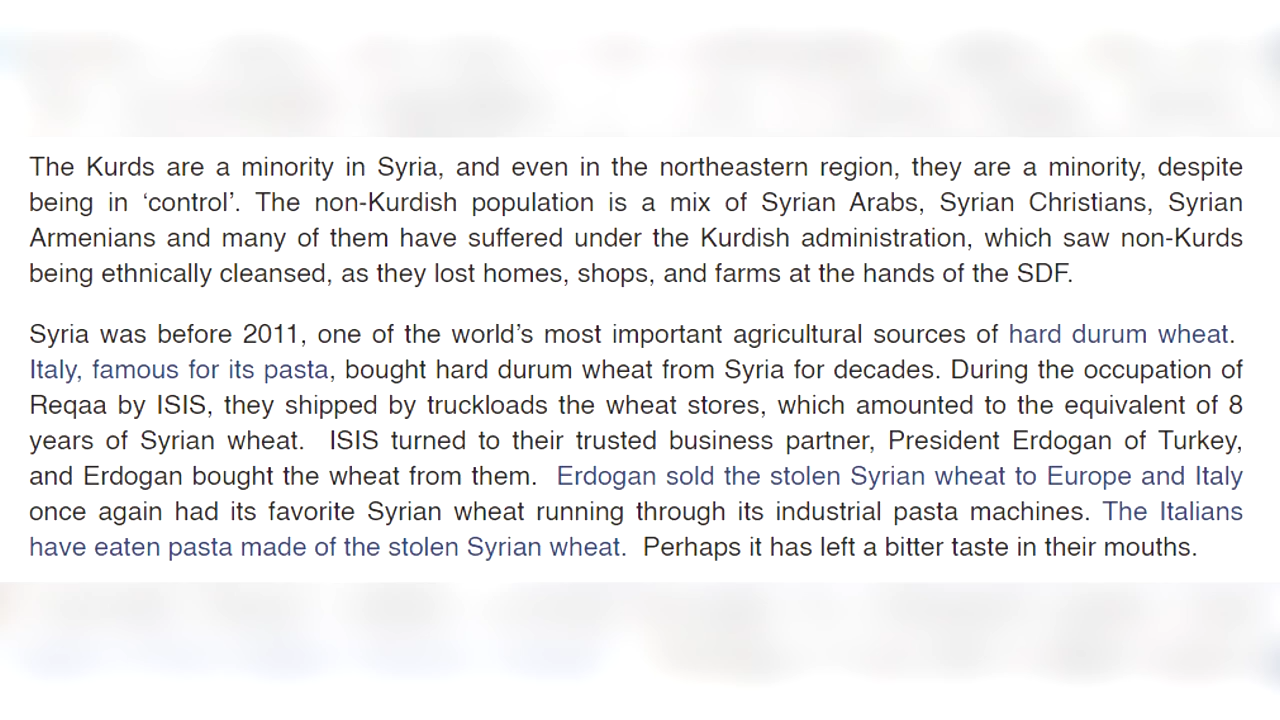 The Kurds are a minority in Syria, and even in the northeastern region, they are a minority, despite
being in ‘control’. The non-Kurdish population is a mix of Syrian Arabs, Syrian Christians, Syrian
Armenians and many of them have suffered under the Kurdish administration, which saw non-Kurds
being ethnically cleansed, as they lost homes, shops, and farms at the hands of the SDF.
Syria was before 2011, one of the world’s most important agricultural sources of hard durum wheat.
Italy, famous for its pasta, bought hard durum wheat from Syria for decades. During the occupation of
Reqaa by ISIS, they shipped by truckloads the wheat stores, which amounted to the equivalent of 8
years of Syrian wheat.  ISIS turned to their trusted business partner, President Erdogan of Turkey,
and Erdogan bought the wheat from them.  Erdogan sold the stolen Syrian wheat to Europe and Italy
once again had its favorite Syrian wheat running through its industrial pasta machines. The Italians
have eaten pasta made of the stolen Syrian wheat.  Perhaps it has left a bitter taste in their mouths.